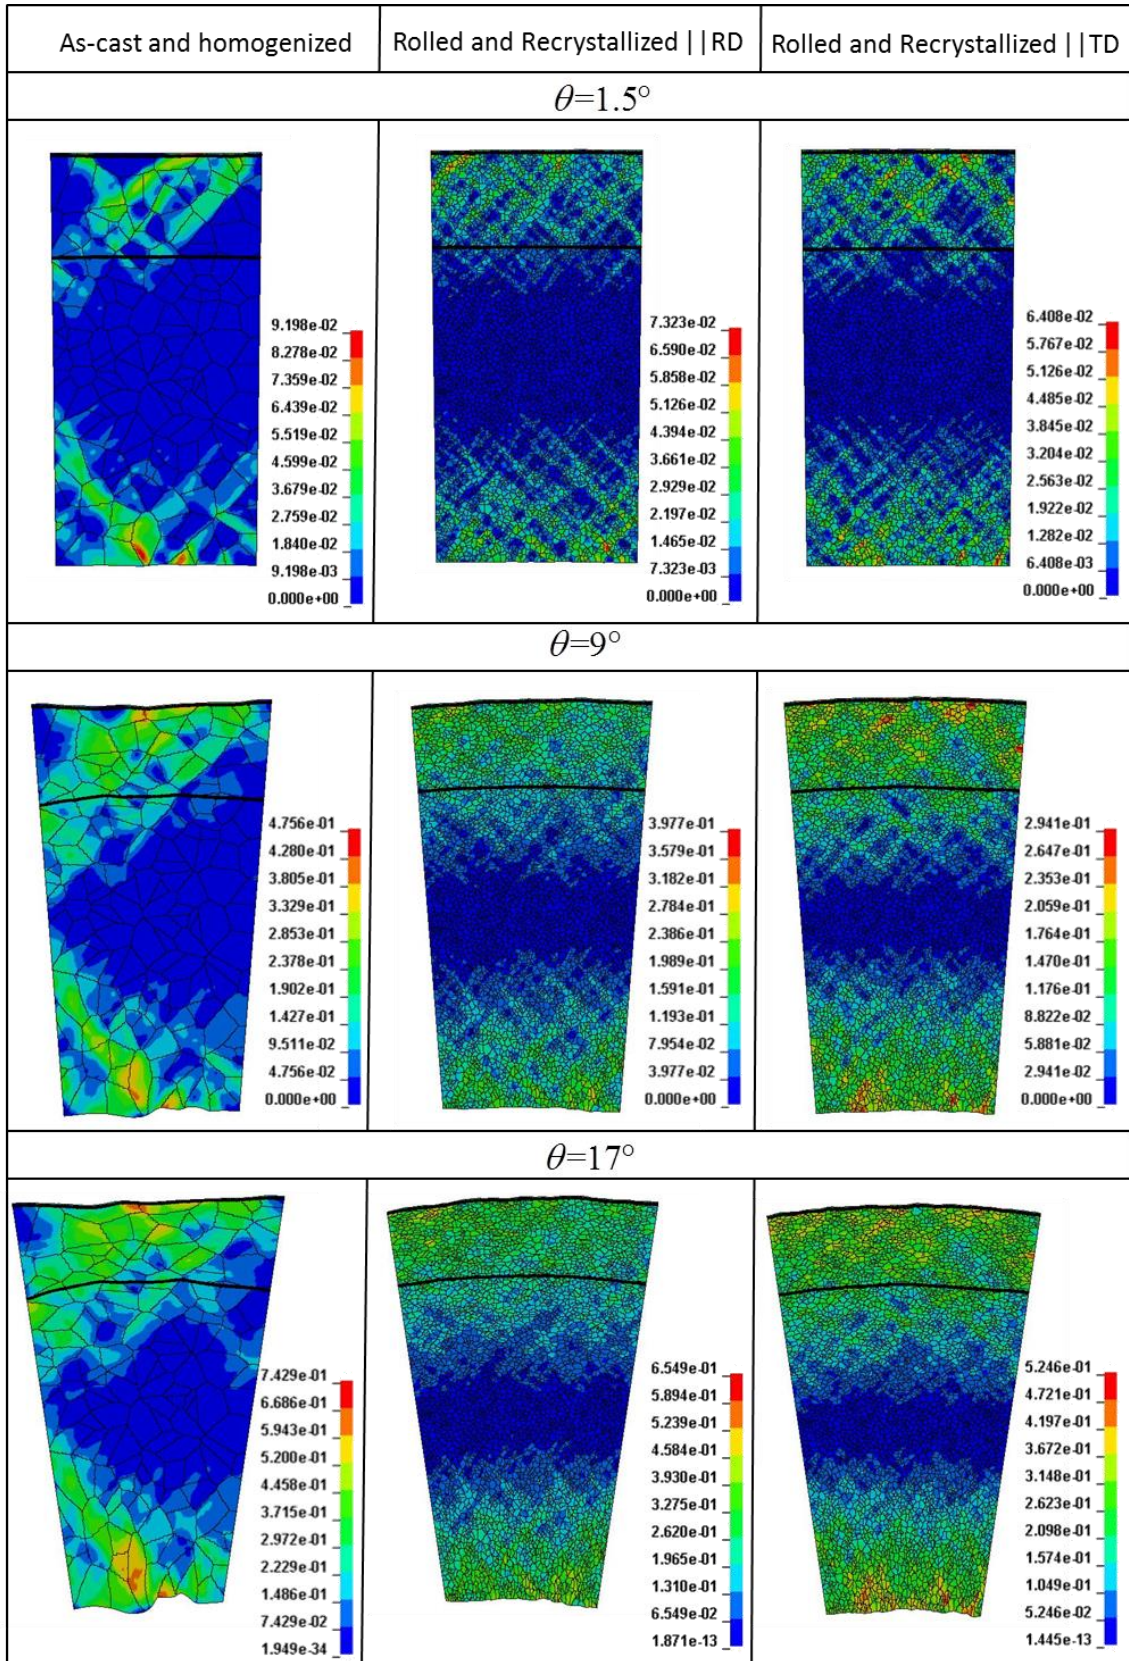 As-cast and homogenized
Rolled and Recrystallized ||RD
Rolled and Recrystallized ||TD
θ=1.5°
9.198e-02
8.278e-02
7.359e-02
6.439e-02
5.519e-02
4.599e-02
3.679e-02
2.759e-02
1.840e-02
9.198e-03
0.000e+00
7.323e-02
6.590e-02
5.858e-02
5.126e-02
4.394e-02
3.661e-02
2.929e-02
2.197e-02
1.465e-02
7.323e-03
0.000e+00
6.408e-02
5.767e-02
5.126e-02
4.485e-02
3.845e-02
3.204e-02
2.563e-02
1.922e-02
1.282e-02
6.408e-03
0.000e+00
θ=9°
4.756e-01
4.280e-01
3.805e-01
3.329e-01
2.853e-01
2.378e-01
1.902e-01
1.427e-01
9.511e-02
4.756e-02
0.000e+00
3.977e-01
3.579e-01
3.182e-01
2.784e-01
2.386e-01
1.989e-01
1.591e-01
1.193e-01
7.954e-02
3.977e-02
0.000e+00
2.941e-01
2.647e-01
2.353e-01
2.059e-01
1.764e-01
1.470e-01
1.176e-01
8.822e-02
5.881e-02
2.941e-02
0.000e+00
θ=17°
7.429e-01
6.686e-01
5.943e-01
5.200e-01
4.458e-01
3.715e-01
2.972e-01
2.229e-01
1.486e-01
7.429e-02
1.949e-34
6.549e-01
5.894e-01
5.239e-01
4.584e-01
3.930e-01
3.275e-01
2.620e-01
1.965e-01
1.310e-01
6.549e-02
1.871e-13
5.246e-01
4.721e-01
4.197e-01
3.672e-01
3.148e-01
2.623e-01
2.098e-01
1.574e-01
1.049e-01
5.246e-02
1.445e-13